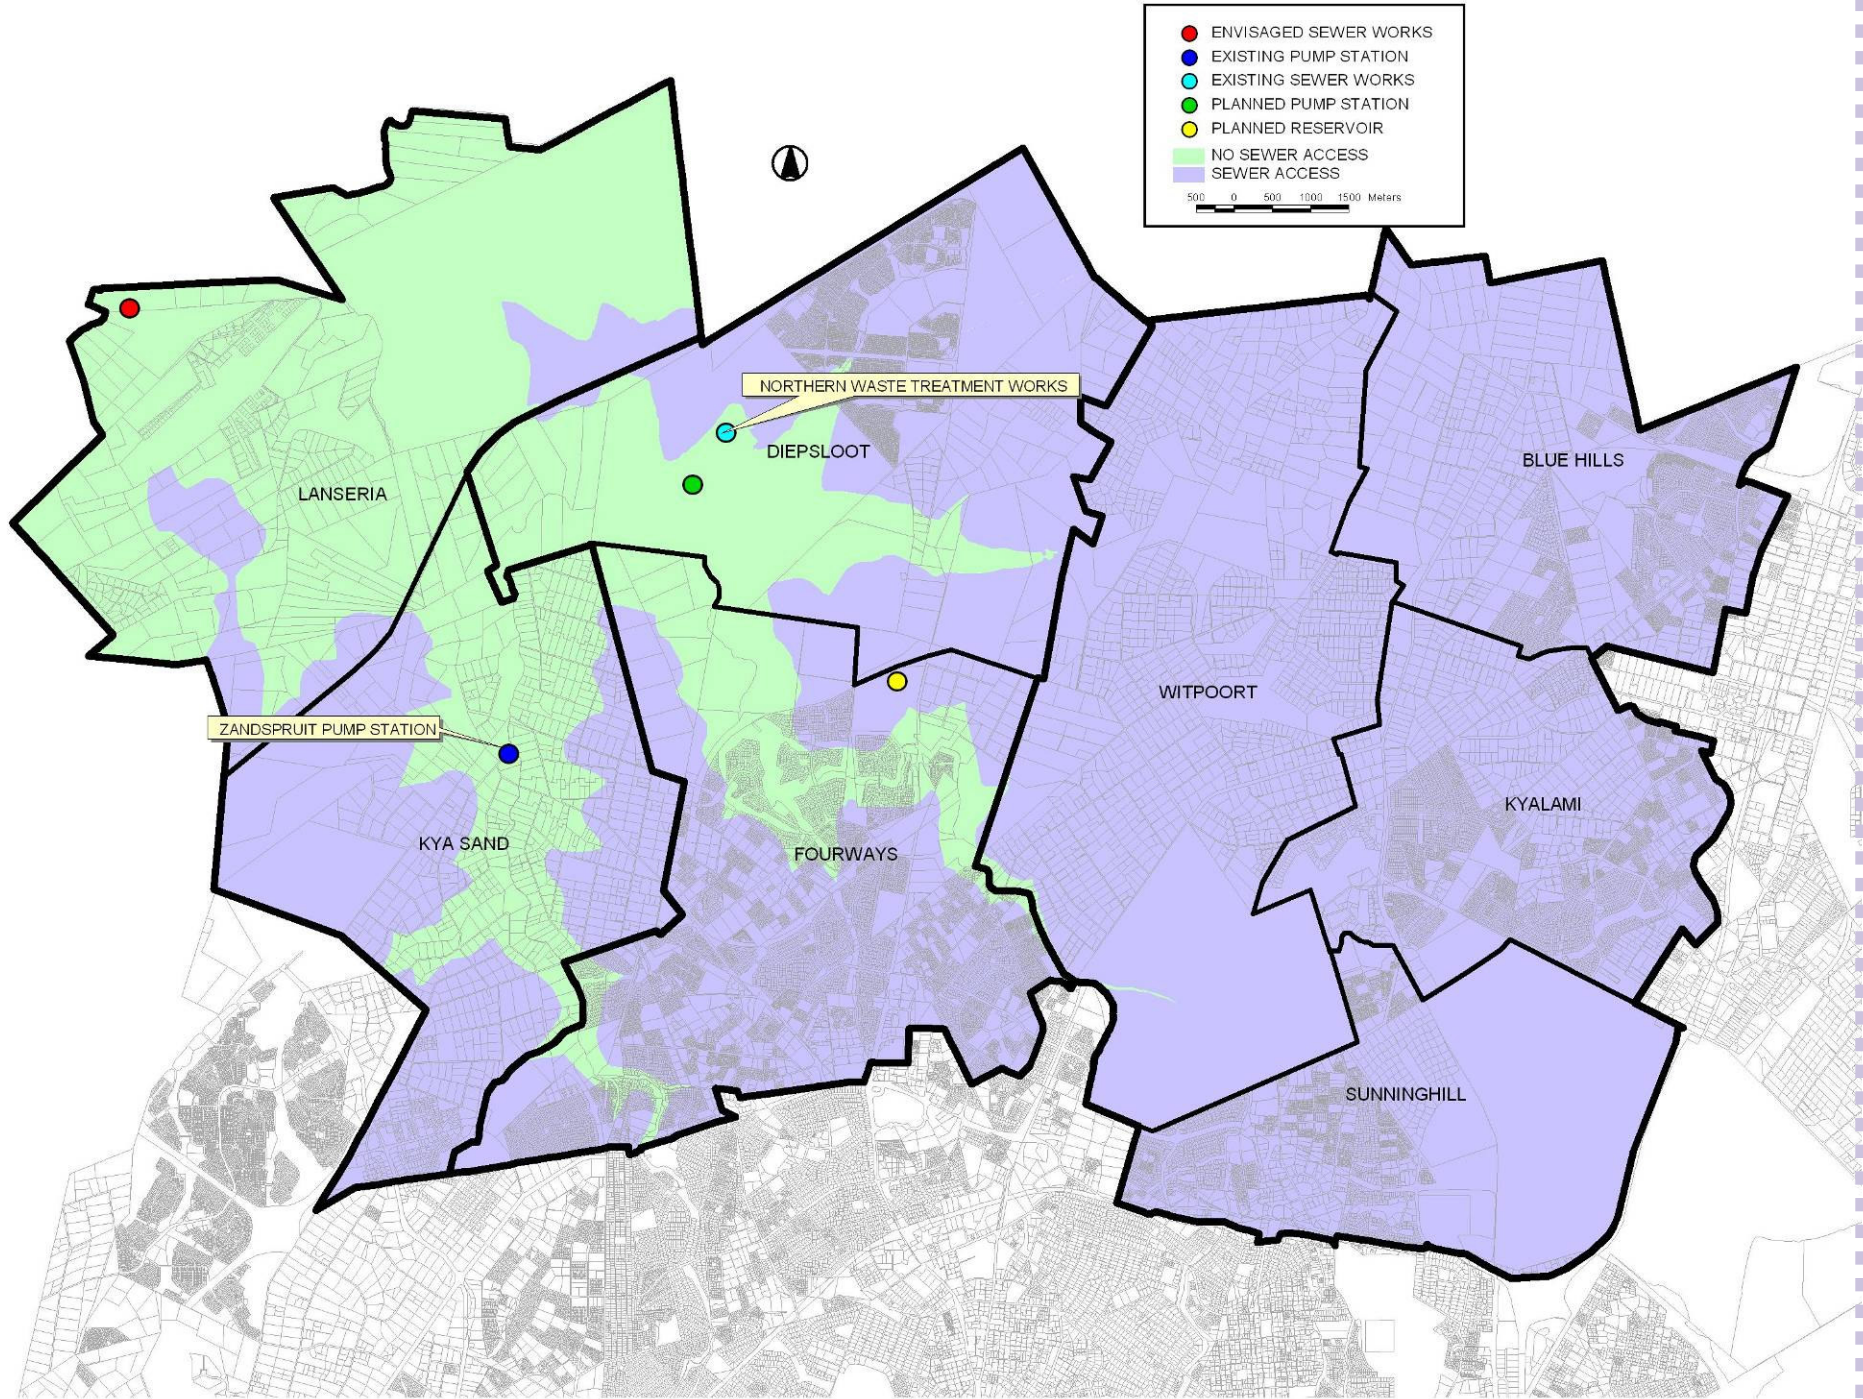 ENVISAGED SEWER WORKS
EXISTING PUMP STATION
EXISTING SEWER WORKS
PLANNED PUMP STATION
PLANNED RESERVOIR
NO SEWER ACCESS
SEWER ACCESS
500 0 500 1000 1500 Meters
NORTHERN WASTE TREATMENT WORKS
DIEPSLOOT
BLUE HILLS
LANSERIA
WITPOORT
ZANDSPRUIT PUMP STATION
KYALAMI
KYA SAND
FOURWAYS
SUNNINGHILL